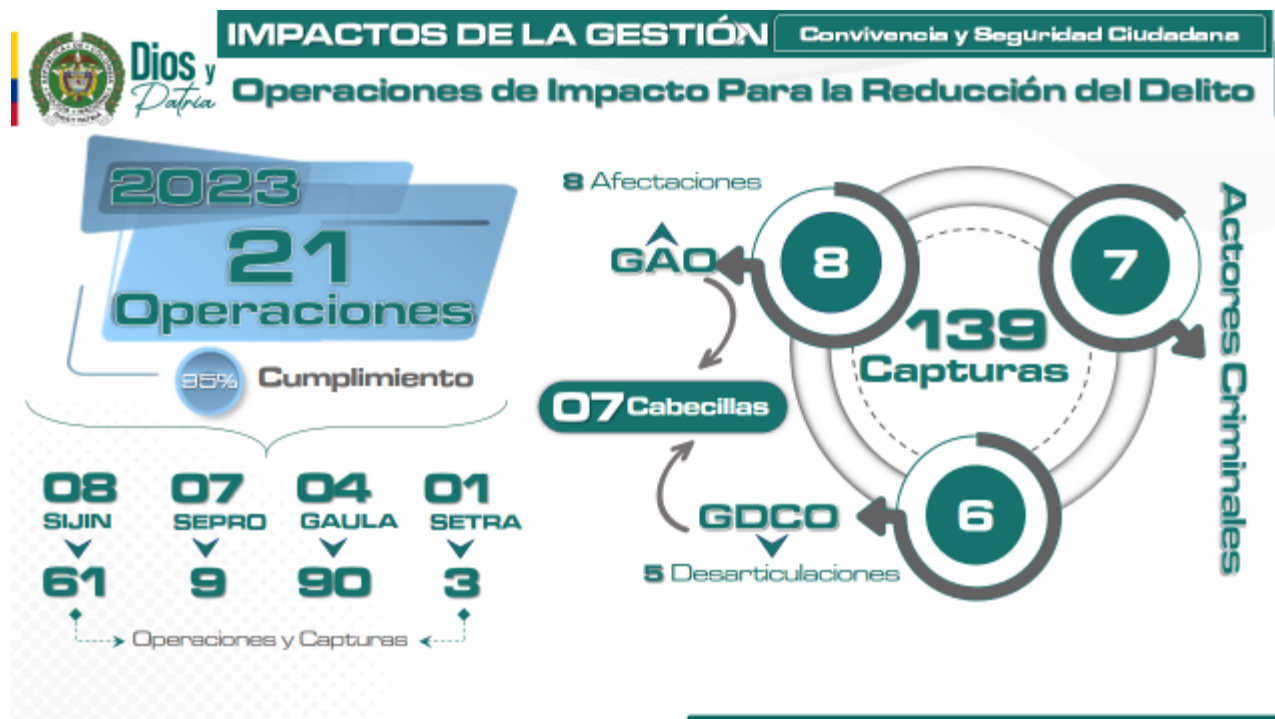 IMPACTOS DE LA GESTIÓN
Convivencia y Seguridad Ciudadana
Dios y
Patria
Operaciones de Impacto Para la Reducción del Delito
2023
21
Operaciones
95% Cumplimiento
08 07 04 01
SIJIN SEPRO GAULA SETRA
61 9 90 3
Operaciones y Capturas
8 Afectaciones
GAO
8
7
139
Capturas
07 Cabecillas
GDCO
6
5 Desarticulaciones
Actores Criminales